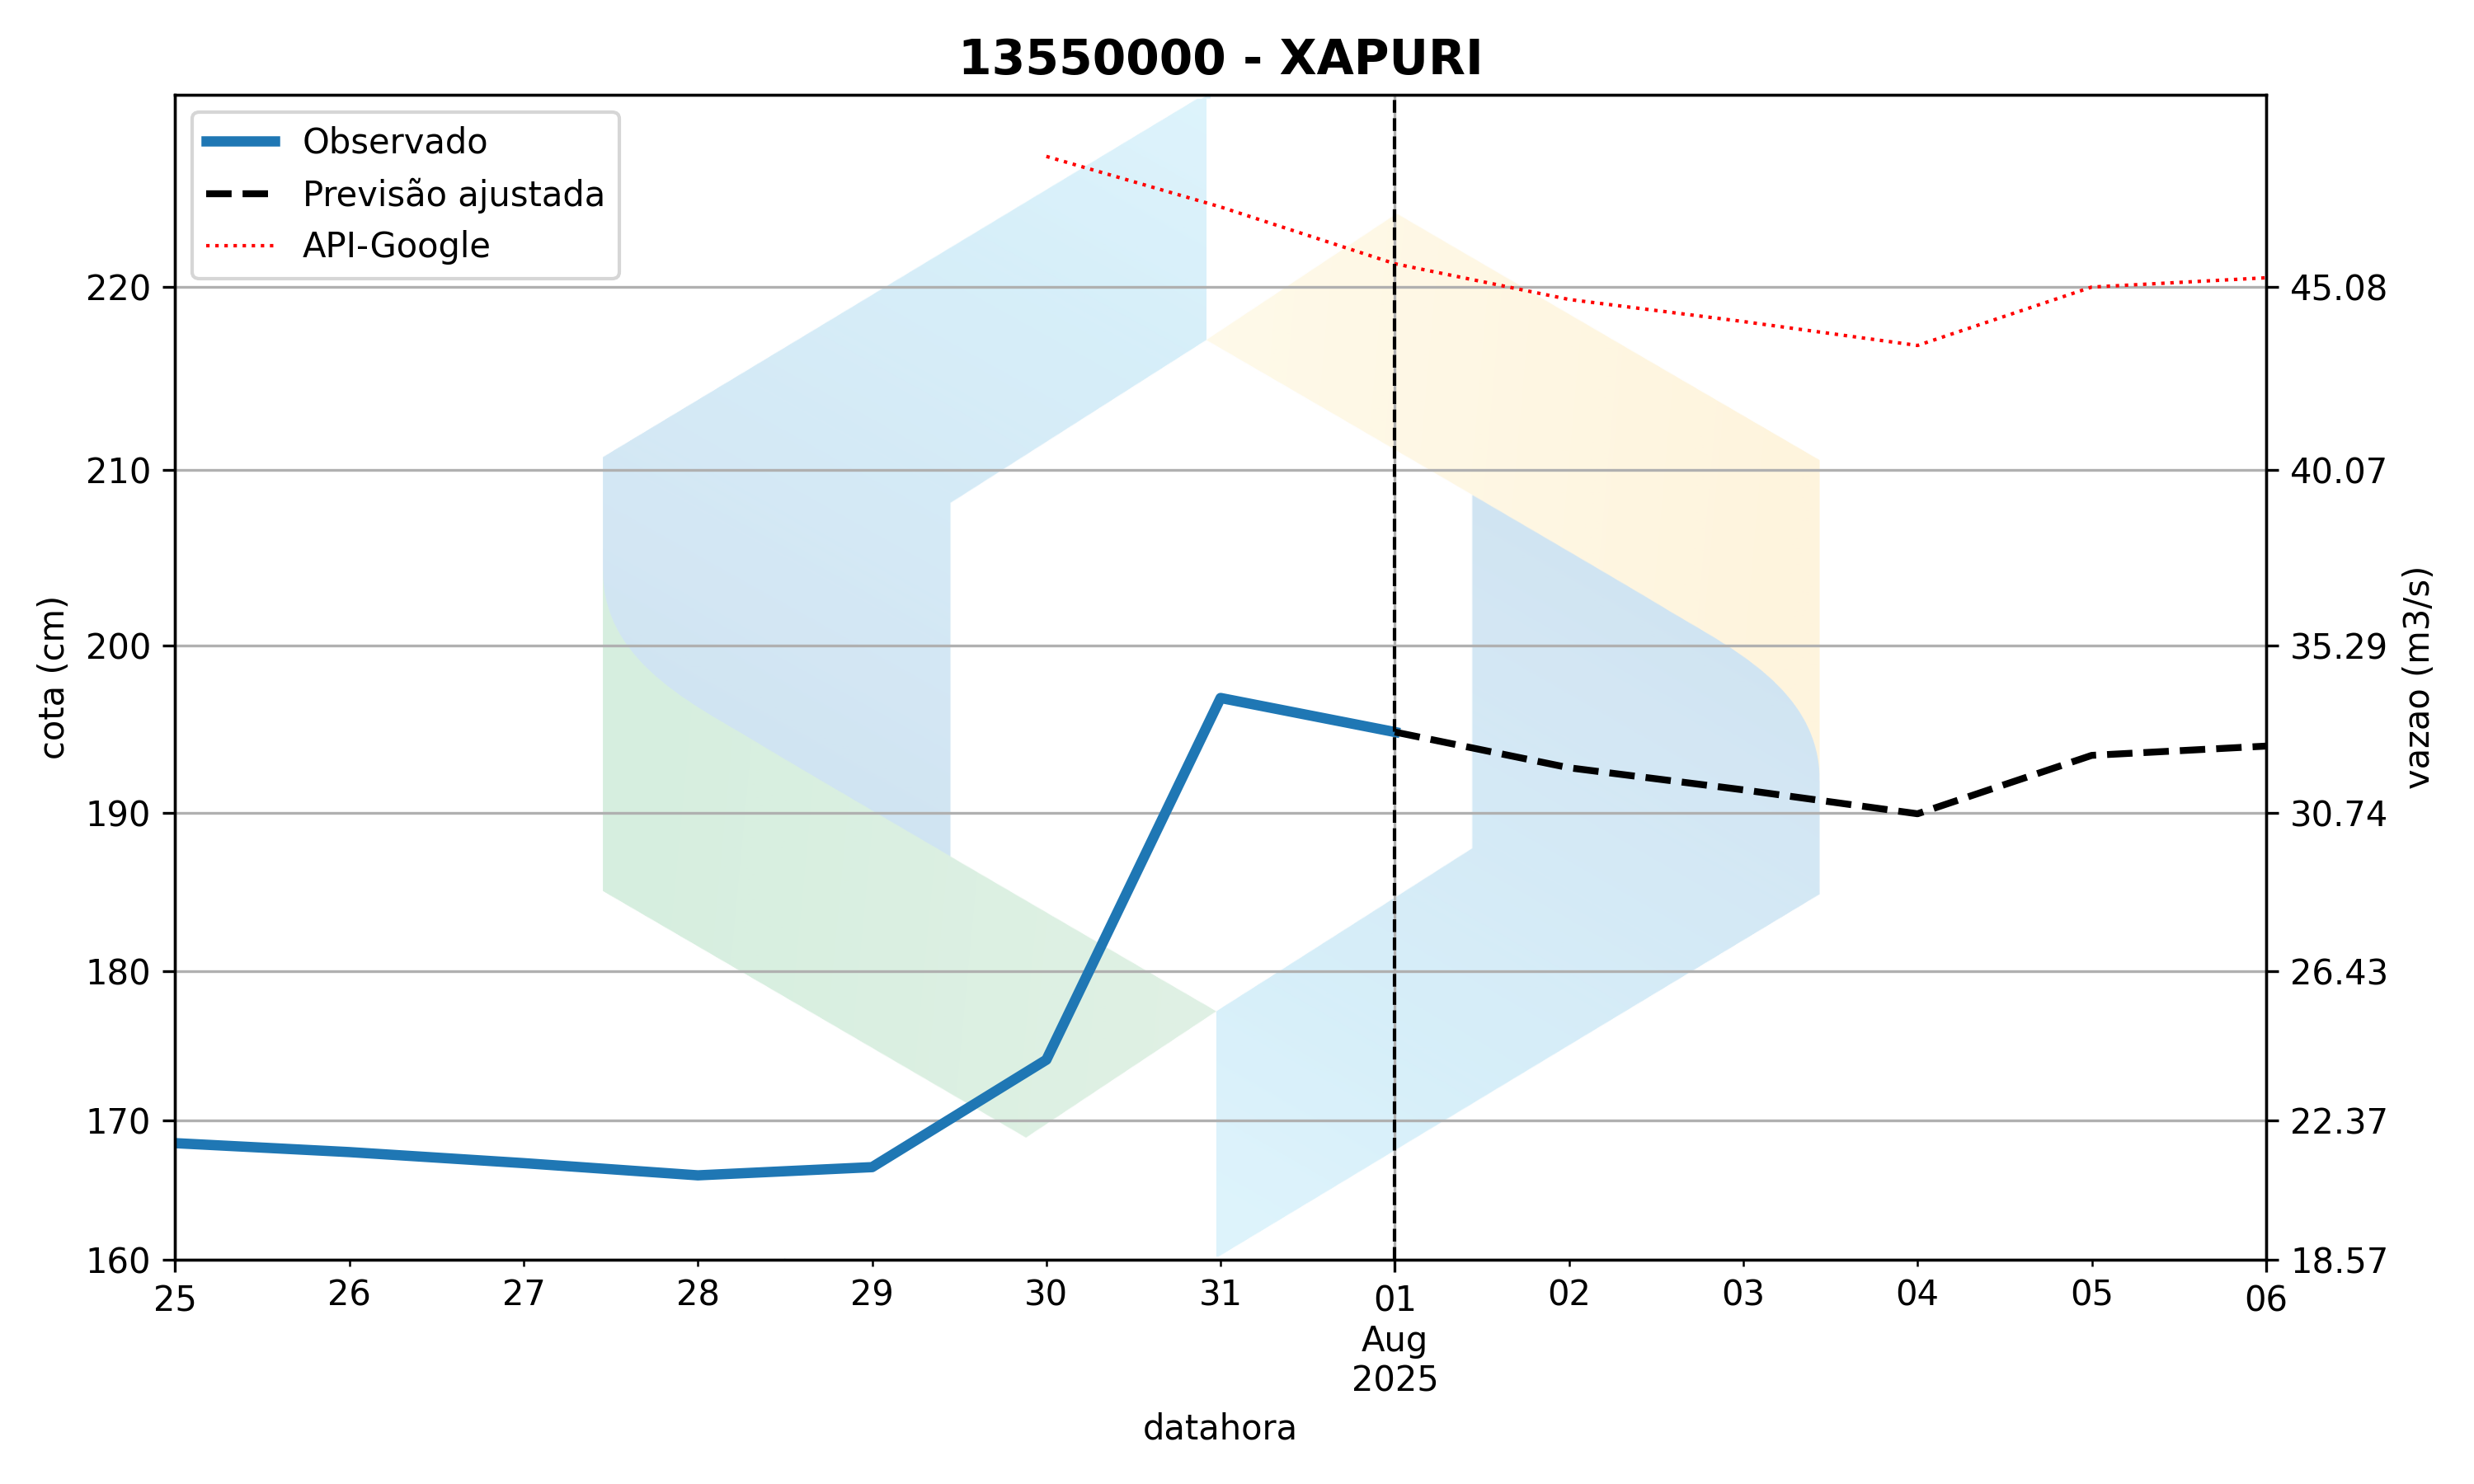 13550000 - XAPURI
Observado
Previsão ajustada
API-Google
220
210
200
190
180
170
160
cota (cm)
45.08
40.07
35.29
30.74
26.43
22.37
18.57
vazao (m3/s)
25 26 27 28 29 30 31 01 02 03 04 05 06
Aug
2025
datahora